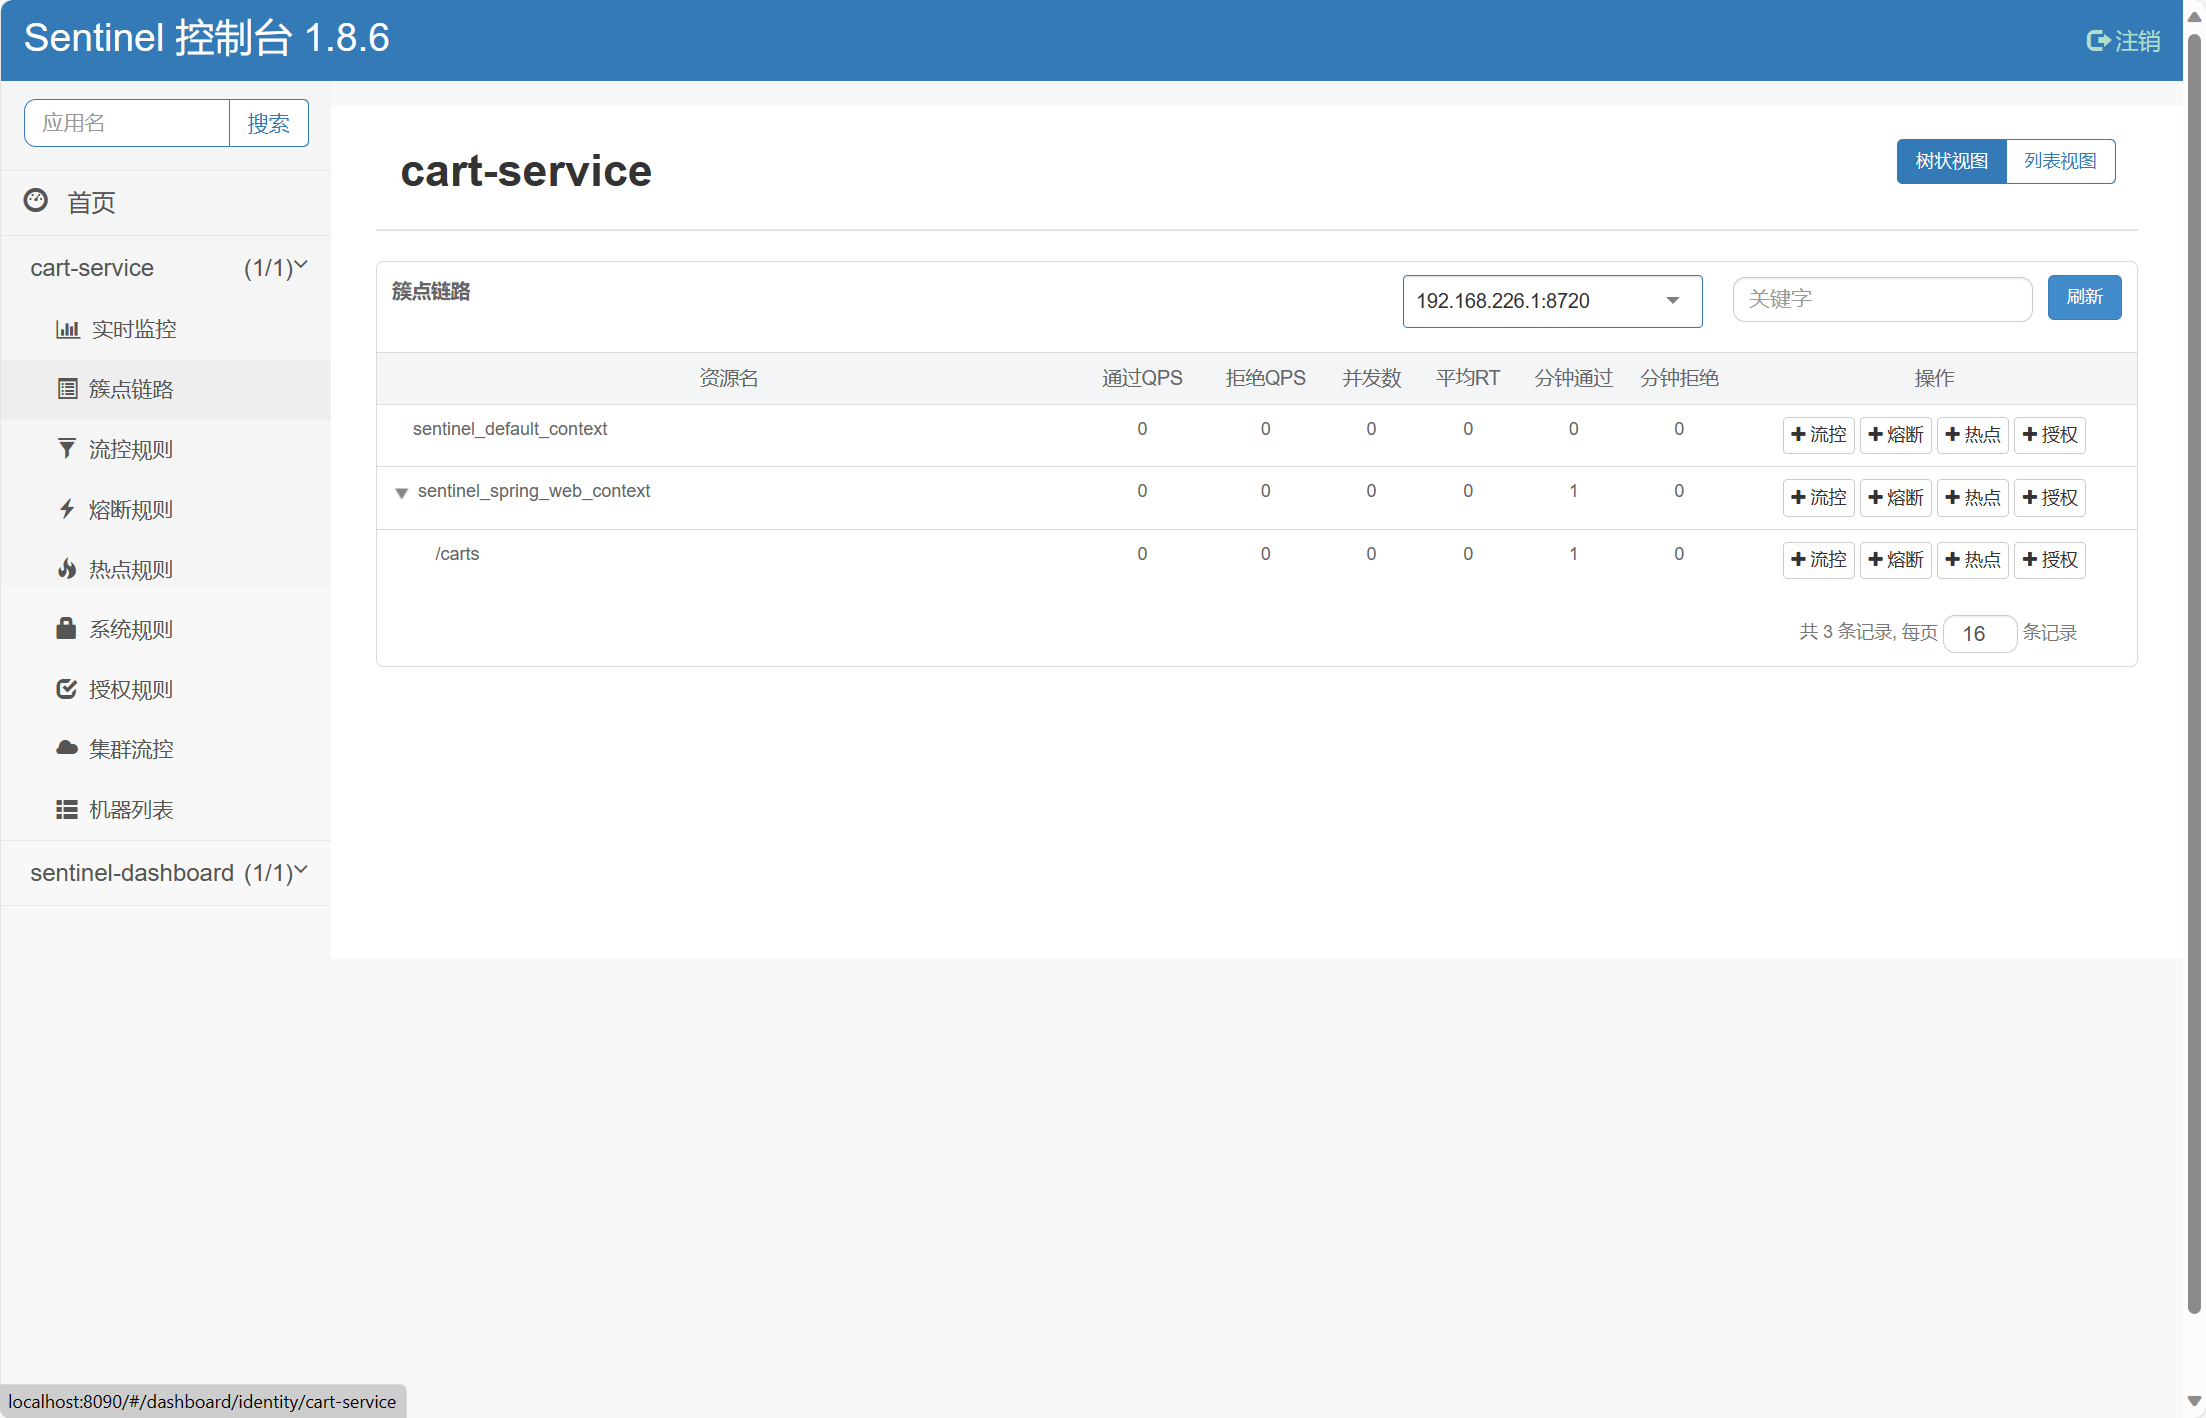 Sentinel 控制台 1.8.6
注销
应用名 搜索
首页
cart-service (1/1)
实时监控
簇点链路
流控规则
熔断规则
热点规则
系统规则
授权规则
集群流控
机器列表
sentinel-dashboard (1/1)
cart-service
树状视图 列表视图
簇点链路 192.168.226.1:8720 关键字 刷新
资源名 通过QPS 拒绝QPS 并发数 平均RT 分钟通过 分钟拒绝 操作
sentinel_default_context 0 0 0 0 0 0 流控 熔断 热点 授权
sentinel_spring_web_context 0 0 0 0 1 0 流控 熔断 热点 授权
/carts 0 0 0 0 1 0 流控 熔断 热点 授权
共 3 条记录, 每页 16 条记录
localhost:8090/#/dashboard/identity/cart-service